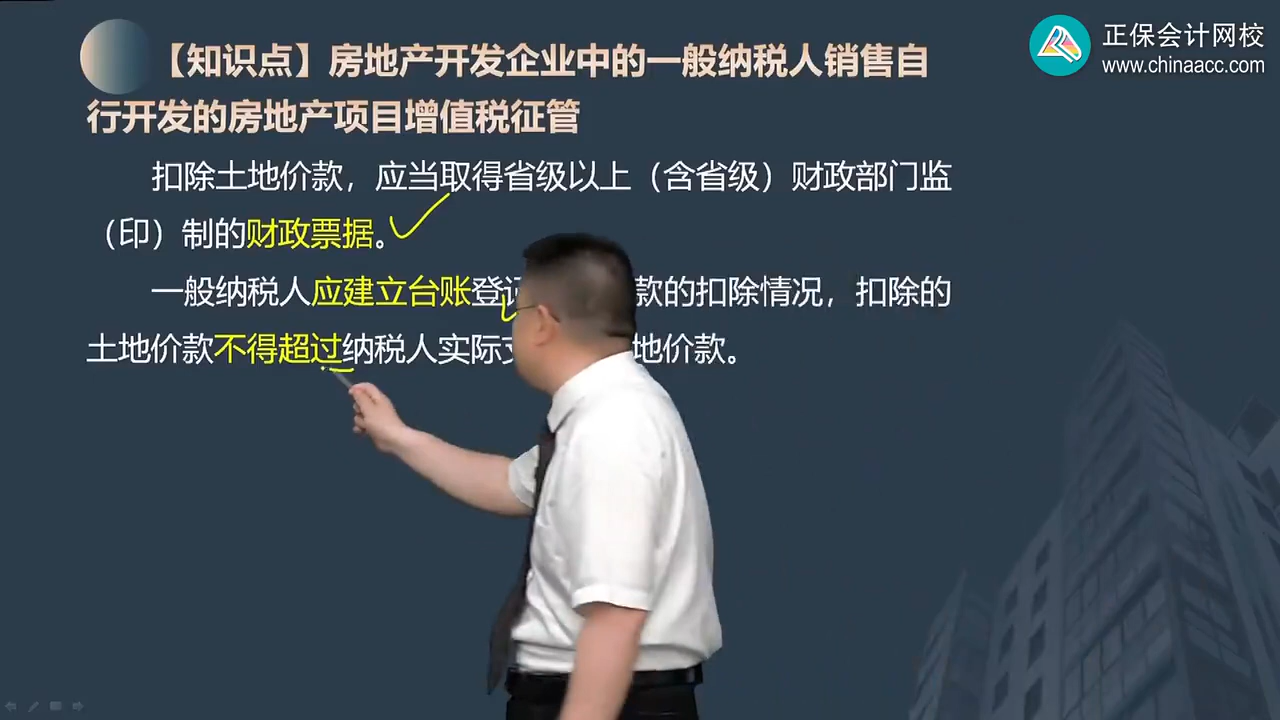 正保会计网校
www.chinaacc.com
【知识点】房地产开发企业中的一般纳税人销售自
行开发的房地产项目增值税征管
扣除土地价款，应当取得省级以上（含省级）财政部门监
（印）制的财政票据。
一般纳税人应建立台账登 款的扣除情况，扣除的
土地价款不得超过纳税人实际 地价款。